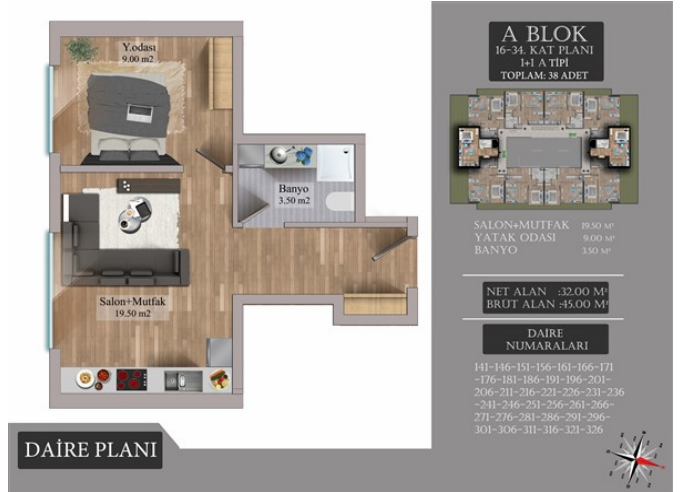 Y.odası
9.00 m2
Banyo
3.50 m2
Salon+Mutfak
19.50 m2
DAİRE PLANI
A BLOK
16-34. KAT PLANI
1+1 A TİPİ
TOPLAM: 38 ADET
SALON+MUTFAK 19.50 M²
YATAK ODASI 9.00 M²
BANYO 3.50 M²
NET ALAN :32.00 M²
BRÜT ALAN :45.00 M²
DAİRE
NUMARALARI
141-146-151-156-161-166-171
-176-181-186-191-196-201-
206-211-216-221-226-231-236
-241-246-251-256-261-266-
271-276-281-286-291-296-
301-306-311-316-321-326